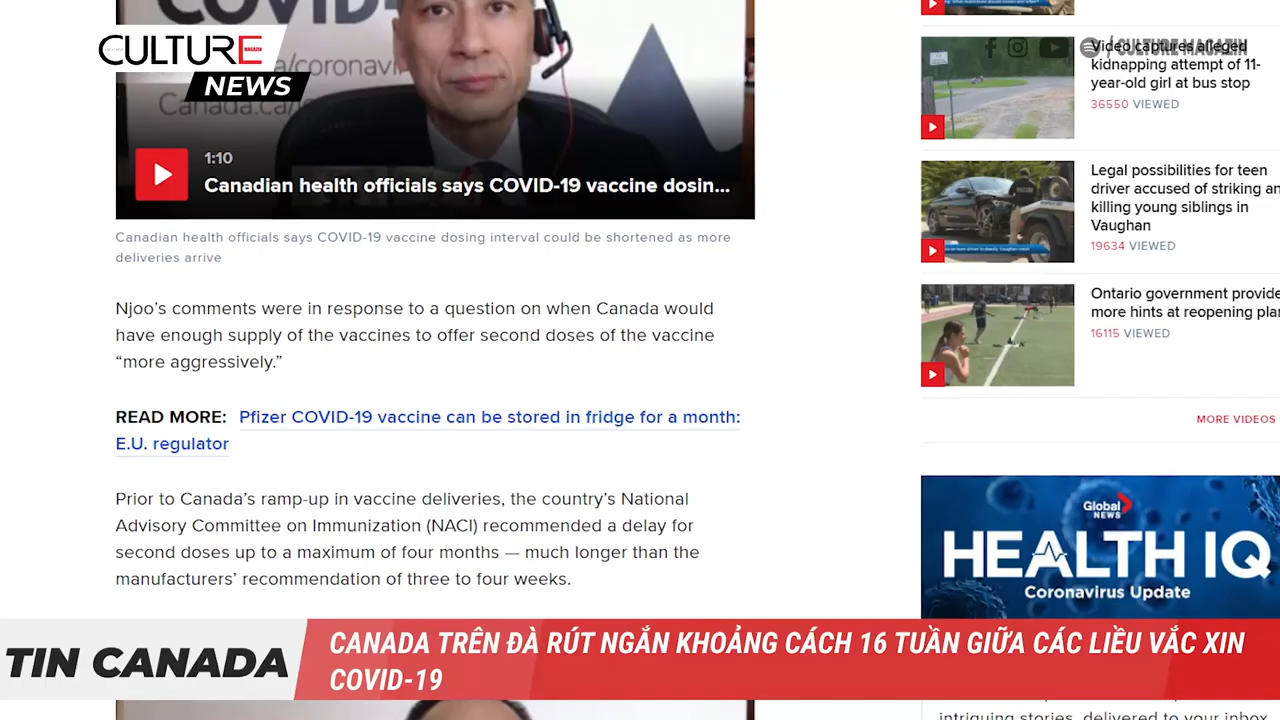 COVID-19
CULTURE
MAGAZIN
NEWS
Canada.ca/
1:10
Canadian health officials says COVID-19 vaccine dosin...
Canadian health officials says COVID-19 vaccine dosing interval could be shortened as more
deliveries arrive
Njoo’s comments were in response to a question on when Canada would
have enough supply of the vaccines to offer second doses of the vaccine
“more aggressively.”
READ MORE: Pfizer COVID-19 vaccine can be stored in fridge for a month:
E.U. regulator
Prior to Canada’s ramp-up in vaccine deliveries, the country’s National
Advisory Committee on Immunization (NACI) recommended a delay for
second doses up to a maximum of four months — much longer than the
manufacturers’ recommendation of three to four weeks.
/ CULTURE MAGAZIN
Video captures alleged
kidnapping attempt of 11-
year-old girl at bus stop
36550 VIEWED
Legal possibilities for teen
driver accused of striking an
killing young siblings in
Vaughan
19634 VIEWED
Ontario government provide
more hints at reopening plan
16115 VIEWED
MORE VIDEOS
Global
NEWS
HEALTH IQ
Coronavirus Update
TIN CANADA
CANADA TRÊN ĐÀ RÚT NGẮN KHOẢNG CÁCH 16 TUẦN GIỮA CÁC LIỀU VẮC XIN
COVID-19
intriguing stories, delivered to your inbox